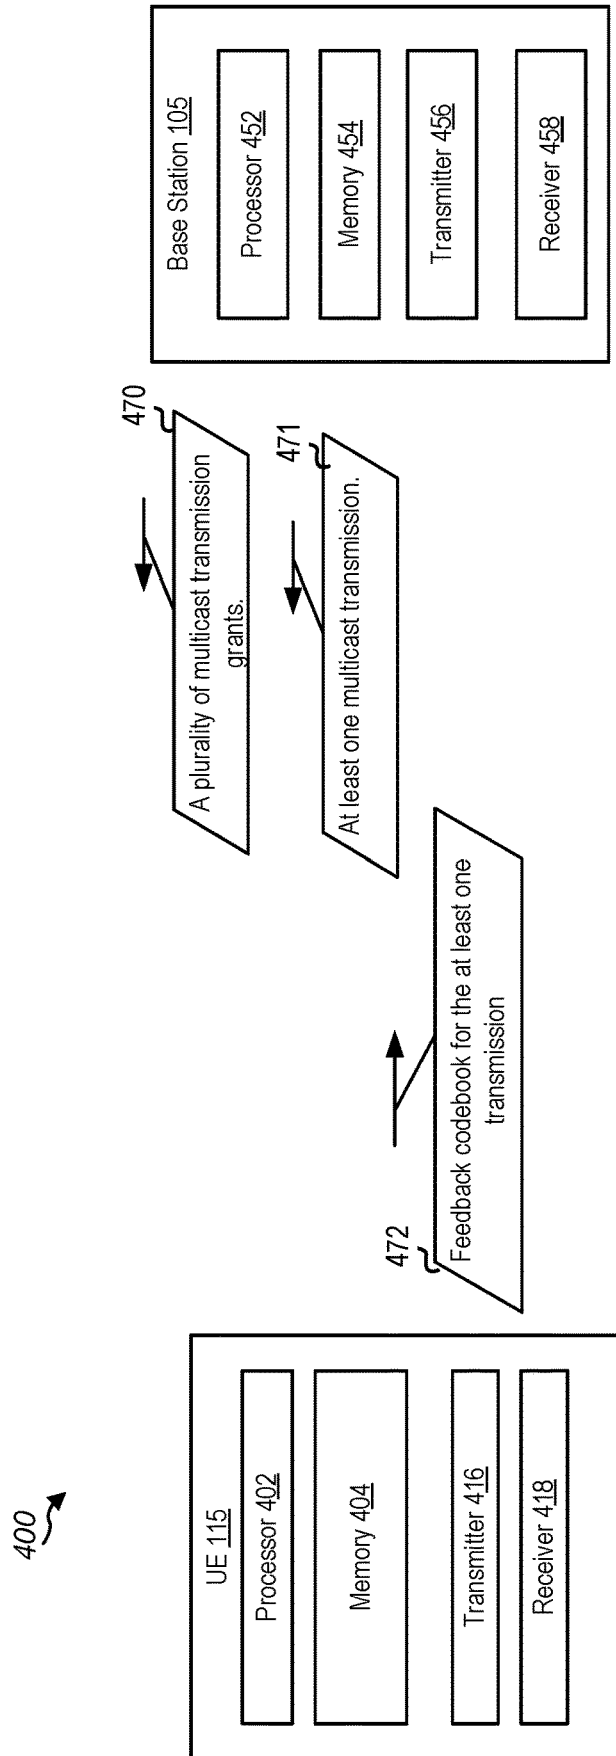 400
UE 115
Processor 402
Memory 404
Transmitter 416
Receiver 418
470
A plurality of multicast transmission
grants.
471
At least one multicast transmission.
472
Feedback codebook for the at least one
transmission
Base Station 105
Processor 452
Memory 454
Transmitter 456
Receiver 458